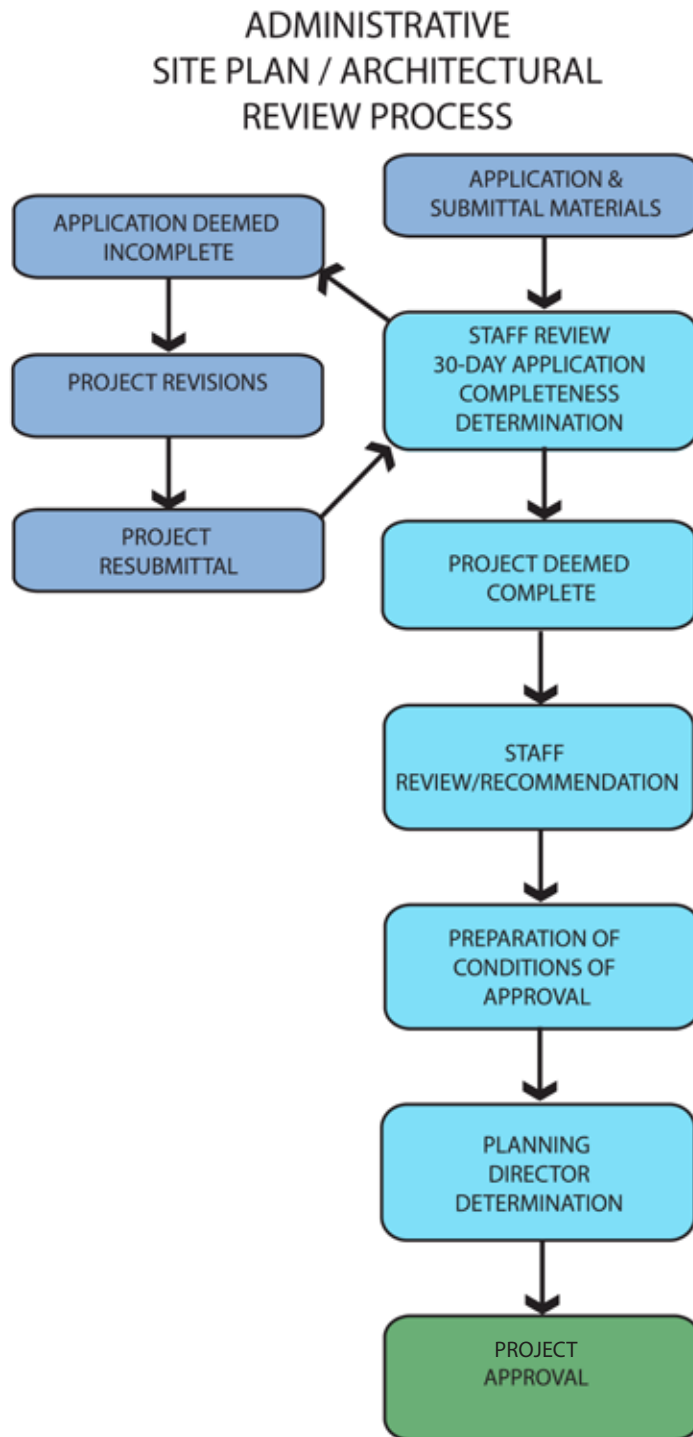 ADMINISTRATIVE
SITE PLAN / ARCHITECTURAL
REVIEW PROCESS
APPLICATION &
SUBMITTAL MATERIALS
APPLICATION DEEMED
INCOMPLETE
STAFF REVIEW
30-DAY APPLICATION
COMPLETENESS
DETERMINATION
PROJECT REVISIONS
PROJECT
RESUBMITTAL
PROJECT DEEMED
COMPLETE
STAFF
REVIEW/RECOMMENDATION
PREPARATION OF
CONDITIONS OF
APPROVAL
PLANNING
DIRECTOR
DETERMINATION
PROJECT
APPROVAL